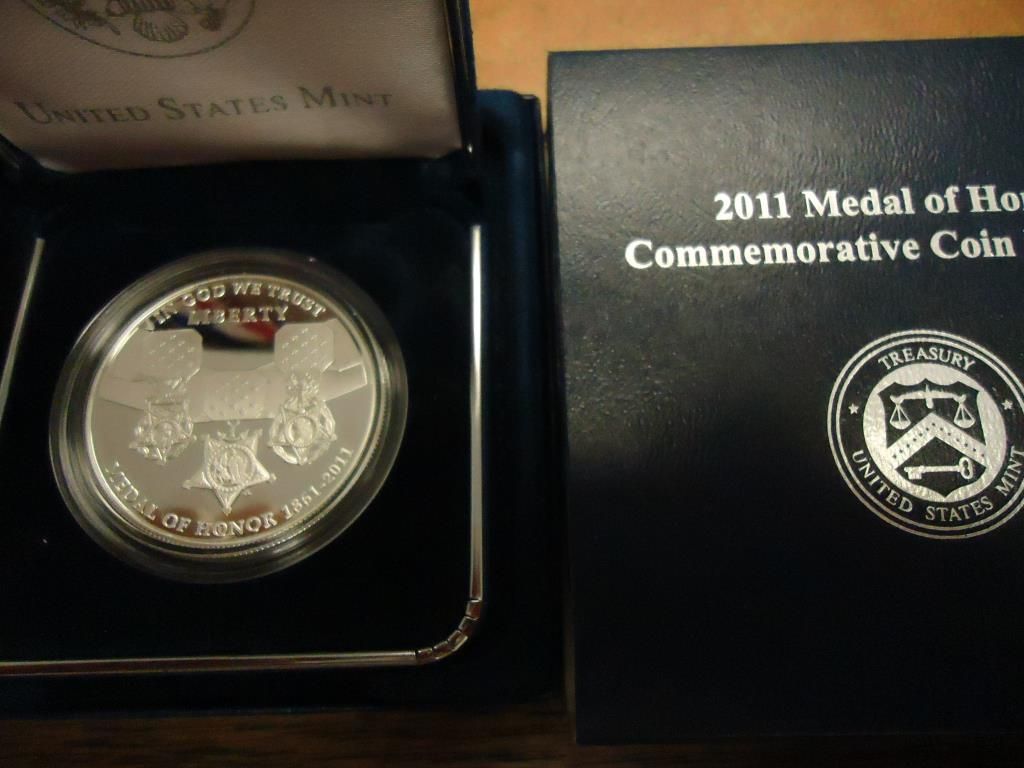 UNITED STATES MINT
IN GOD WE TRUST
LIBERTY
MEDAL OF HONOR 1861-2011
2011 Medal of Ho
Commemorative Coin
TREASURY
UNITED STATES MINT